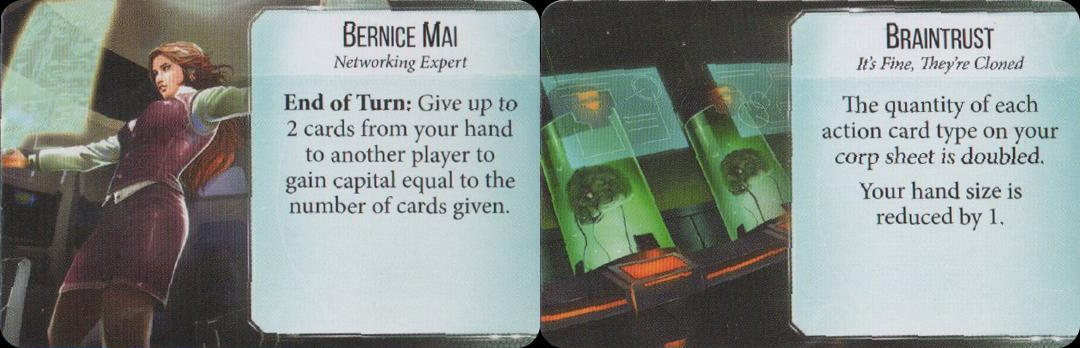 BERNICE MAI
Networking Expert
End of Turn: Give up to
2 cards from your hand
to another player to
gain capital equal to the
number of cards given.
BRAINTRUST
It's Fine, They're Cloned
The quantity of each
action card type on your
corp sheet is doubled.
Your hand size is
reduced by 1.